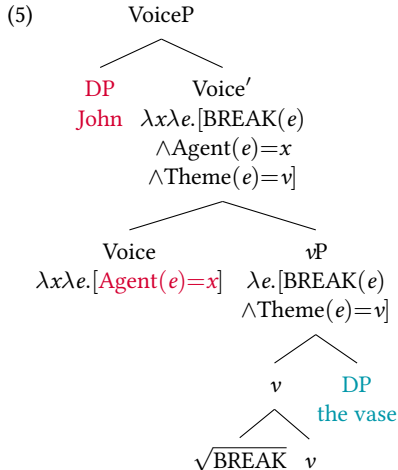 (5) VoiceP
DP Voice′
John λxλe.[BREAK(e)
∧Agent(e)=x
∧Theme(e)=v]
Voice vP
λxλe.[Agent(e)=x] λe.[BREAK(e)
∧Theme(e)=v]
v DP
the vase
√BREAK v